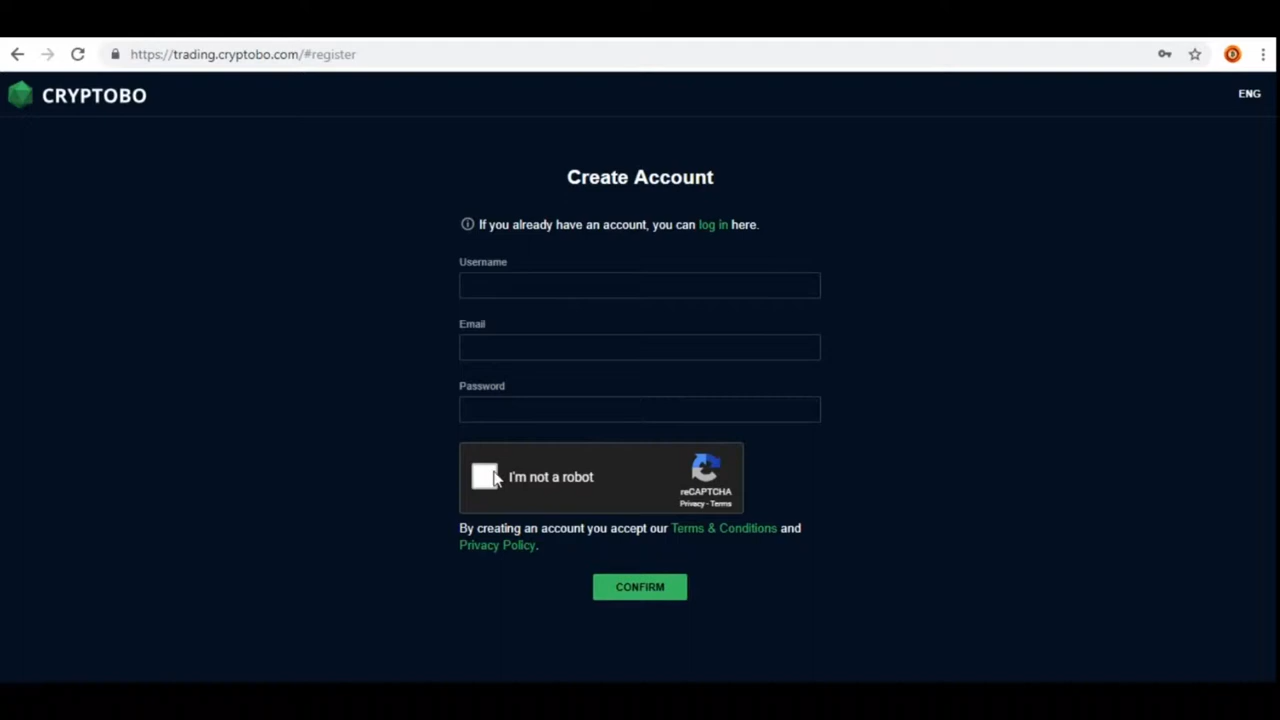 https://trading.cryptobo.com/#register
CRYPTOBO
ENG
Create Account
If you already have an account, you can log in here.
Username
Email
Password
I'm not a robot
reCAPTCHA
Privacy - Terms
By creating an account you accept our Terms & Conditions and
Privacy Policy.
CONFIRM